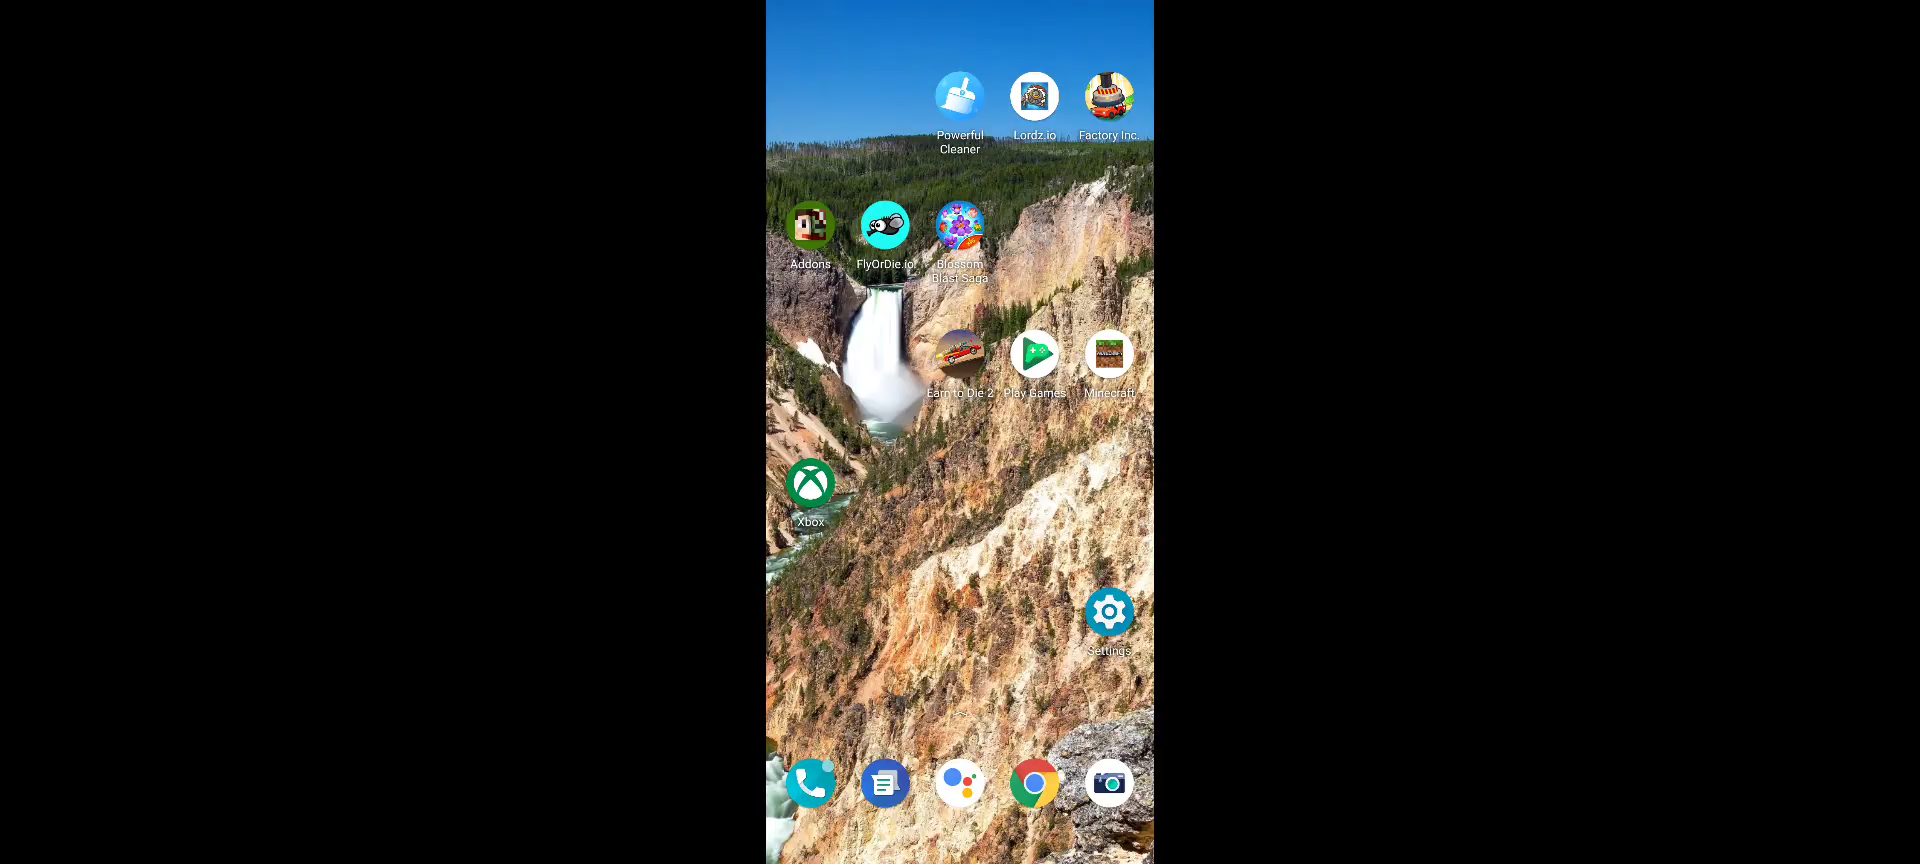 Powerful
Cleaner
Lordz.io
Factory Inc.
Addons
FlyOrDie.io
Blossom
Blast Saga
Earn to Die 2
Play Games
Minecraft
Xbox
Settings